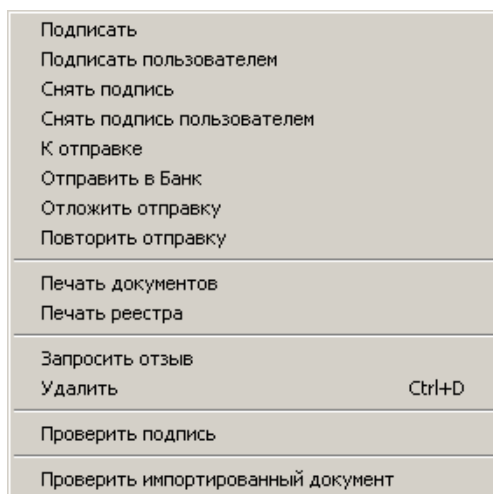 Подписать
Подписать пользователем
Снять подпись
Снять подпись пользователем
К отправке
Отправить в Банк
Отложить отправку
Повторить отправку
Печать документов
Печать реестра
Запросить отзыв
Удалить Ctrl+D
Проверить подпись
Проверить импортированный документ